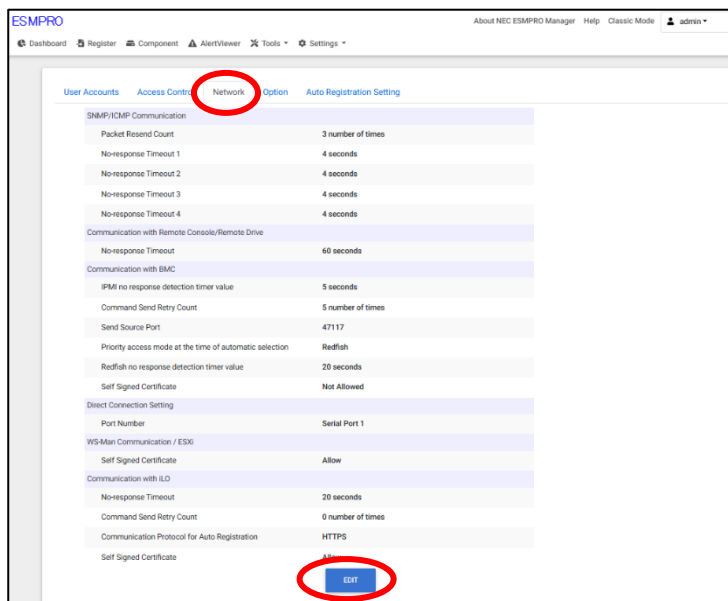 ESMPRO
About NEC ESMPRO Manager Help Classic Mode admin
Dashboard Register Component AlertViewer Tools Settings
User Accounts Access Control Network Option Auto Registration Setting
SNMP/ICMP Communication
Packet Resend Count 3 number of times
No-response Timeout 1 4 seconds
No-response Timeout 2 4 seconds
No-response Timeout 3 4 seconds
No-response Timeout 4 4 seconds
Communication with Remote Console/Remote Drive
No-response Timeout 60 seconds
Communication with BMC
IPMI no response detection timer value 5 seconds
Command Send Retry Count 5 number of times
Send Source Port 47117
Priority access mode at the time of automatic selection Redfish
Redfish no response detection timer value 20 seconds
Self Signed Certificate Not Allowed
Direct Connection Setting
Port Number Serial Port 1
WS-Man Communication / ESXi
Self Signed Certificate Allow
Communication with iLO
No-response Timeout 20 seconds
Command Send Retry Count 0 number of times
Communication Protocol for Auto Registration HTTPS
Self Signed Certificate Allow
EDIT